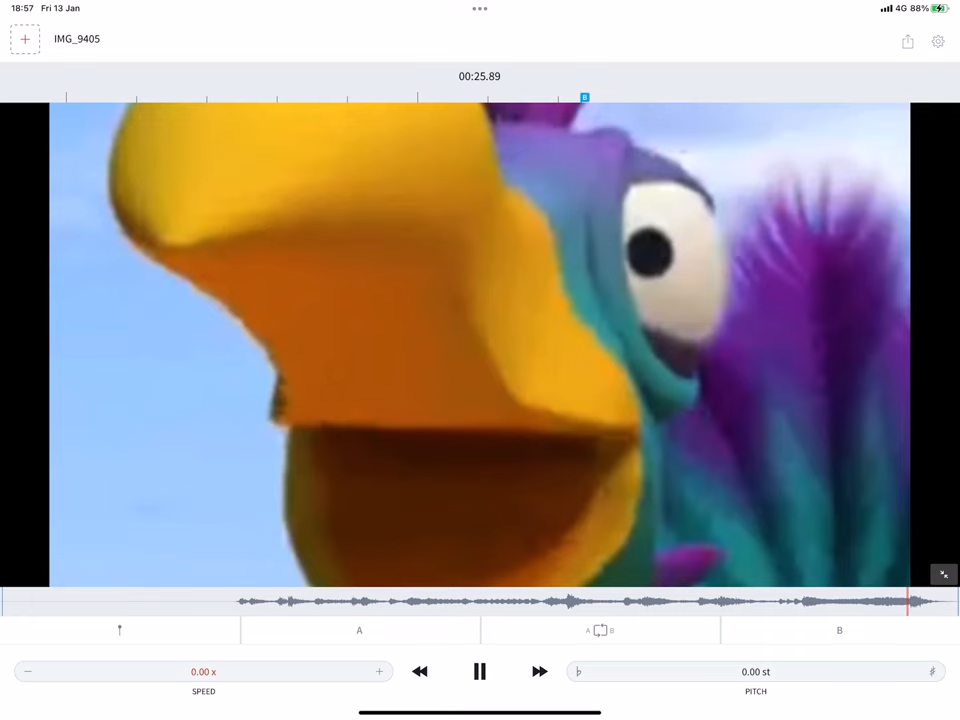 18:57 Fri 13 Jan
4G 88%
IMG_9405
00:25.89
B
A
A B
B
0.00 x
♭ 0.00 st ♯
SPEED
PITCH